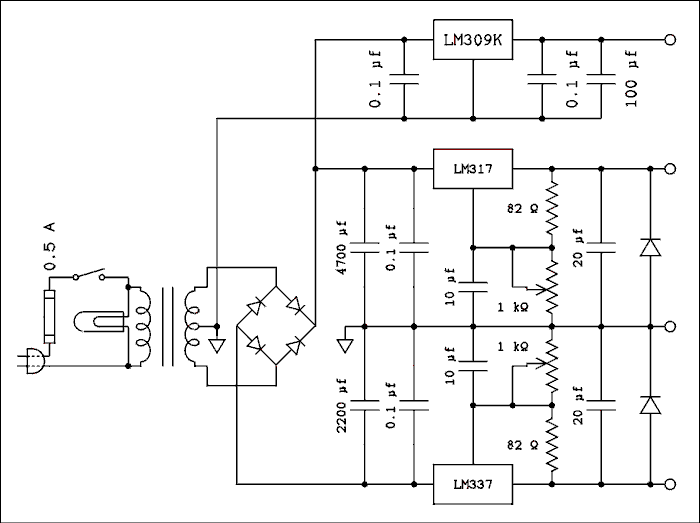 LM309K
0.1 µf
0.1 µf
100 µf
LM317
82 Ω
0.5 A
4700 µf
0.1 µf
10 µf
20 µf
1 kΩ
1 kΩ
2200 µf
0.1 µf
10 µf
20 µf
82 Ω
LM337